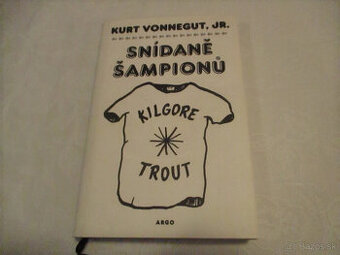 KURT VONNEGUT, JR.
SNÍDANĚ
ŠAMPIONŮ
KILGORE
TROUT
ARGO